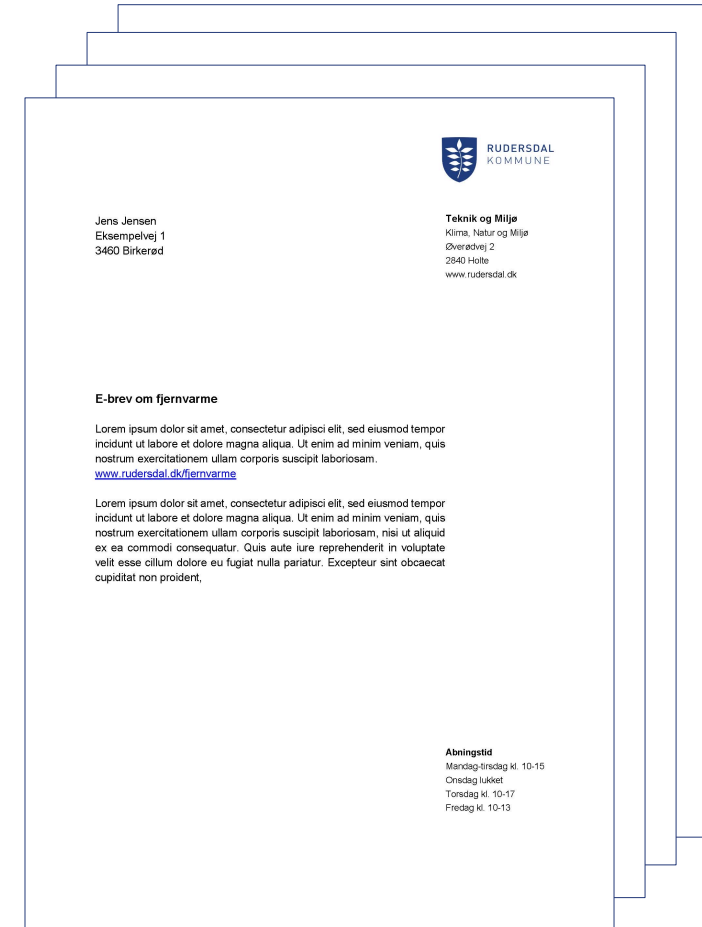 RUDERSDAL
KOMMUNE
Jens Jensen
Eksempelvej 1
3460 Birkerød
Teknik og Miljø
Klima, Natur og Miljø
Øverødvej 2
2840 Holte
www.rudersdal.dk
E-brev om fjernvarme
Lorem ipsum dolor sit amet, consectetur adipisci elit, sed eiusmod tempor
incidunt ut labore et dolore magna aliqua. Ut enim ad minim veniam, quis
nostrum exercitationem ullam corporis suscipit laboriosam.
www.rudersdal.dk/fjernvarme
Lorem ipsum dolor sit amet, consectetur adipisci elit, sed eiusmod tempor
incidunt ut labore et dolore magna aliqua. Ut enim ad minim veniam, quis
nostrum exercitationem ullam corporis suscipit laboriosam, nisi ut aliquid
ex ea commodi consequatur. Quis aute iure reprehenderit in voluptate
velit esse cillum dolore eu fugiat nulla pariatur. Excepteur sint obcaecat
cupiditat non proident,
Abningstid
Mandag-tirsdag kl. 10-15
Onsdag lukket
Torsdag kl. 10-17
Fredag kl. 10-13